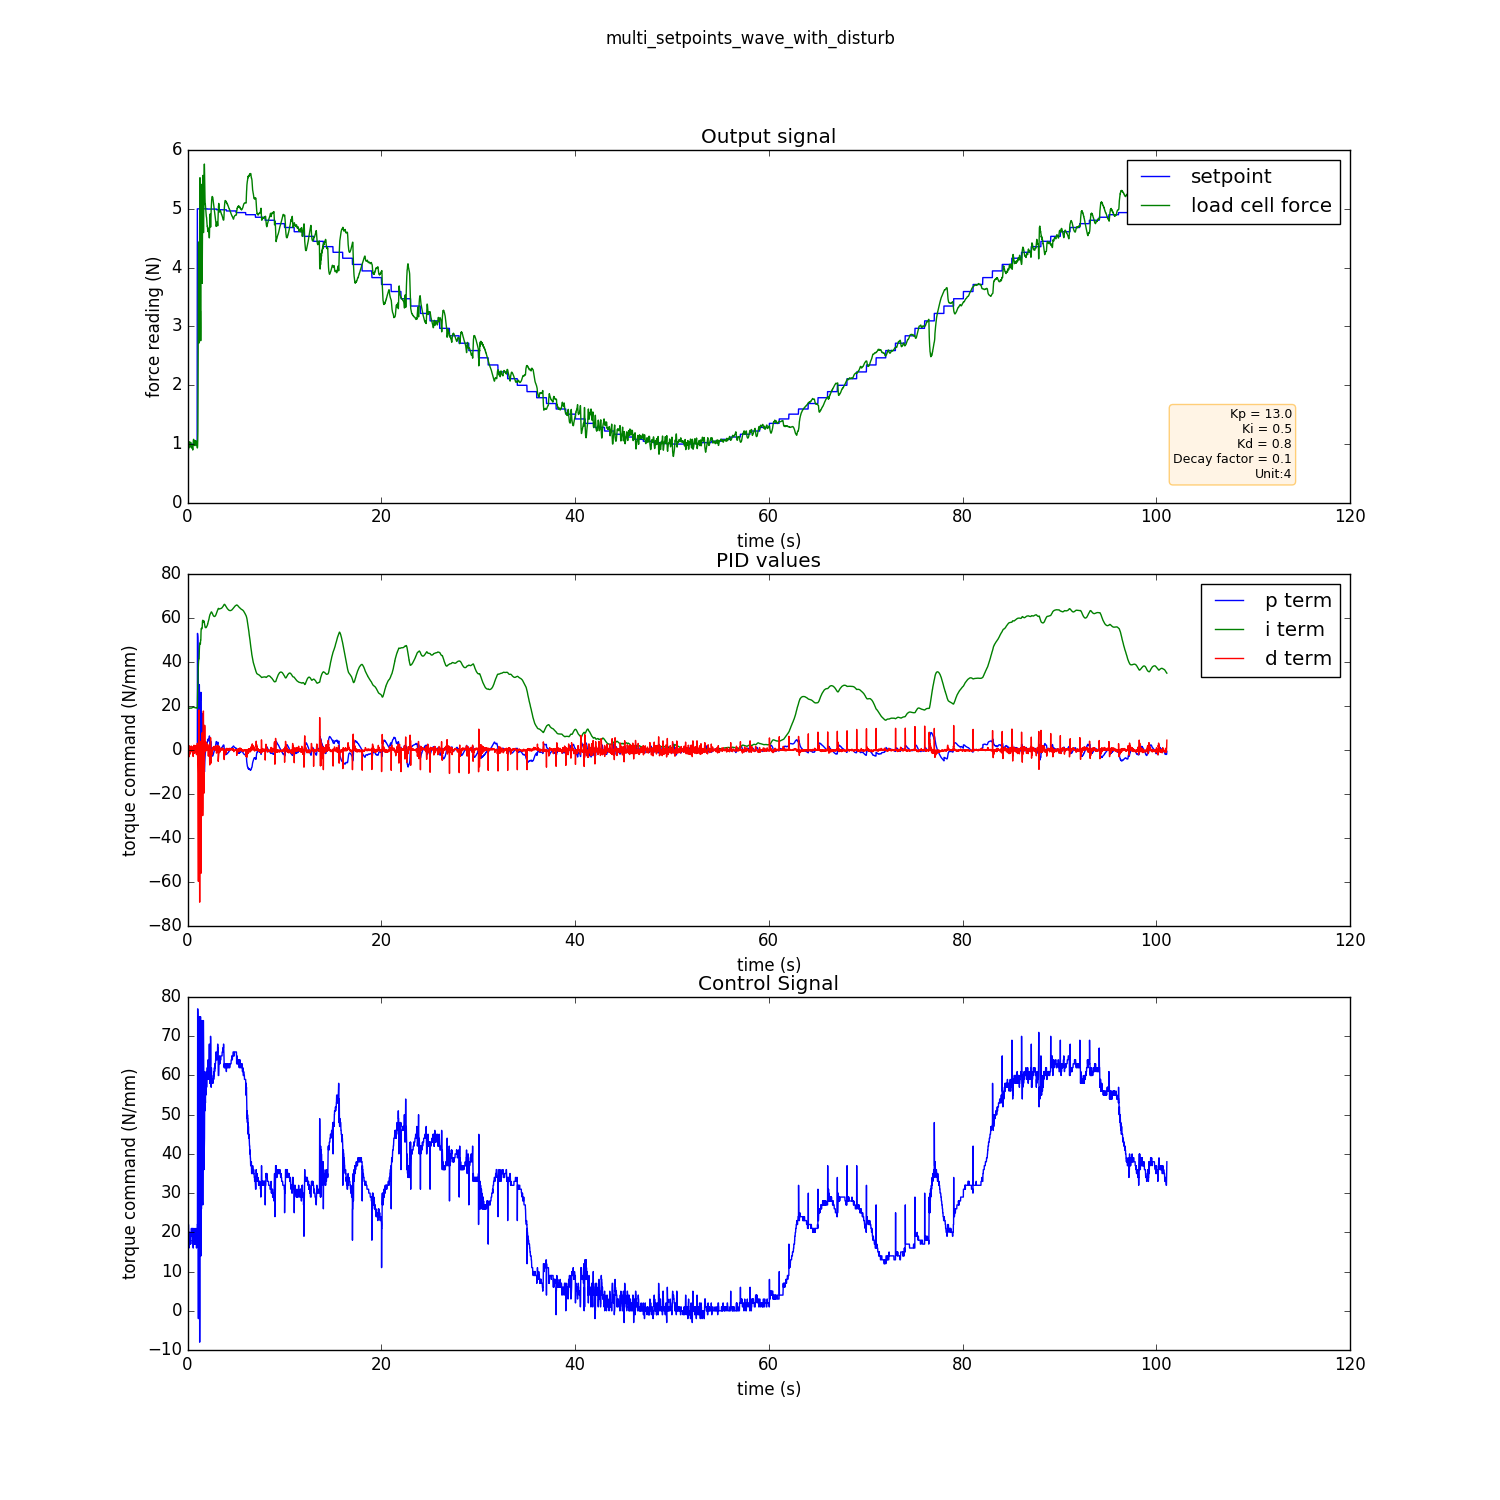 multi_setpoints_wave_with_disturb
Output signal
6
5
4
3
2
1
0
force reading (N)
setpoint
load cell force
Kp = 13.0
Ki = 0.5
Kd = 0.8
Decay factor = 0.1
Unit:4
0 20 40 60 80 100 120
time (s)
PID values
80
60
40
20
0
−20
−40
−60
−80
torque command (N/mm)
p term
i term
d term
0 20 40 60 80 100 120
time (s)
Control Signal
80
70
60
50
40
30
20
10
0
−10
torque command (N/mm)
0 20 40 60 80 100 120
time (s)